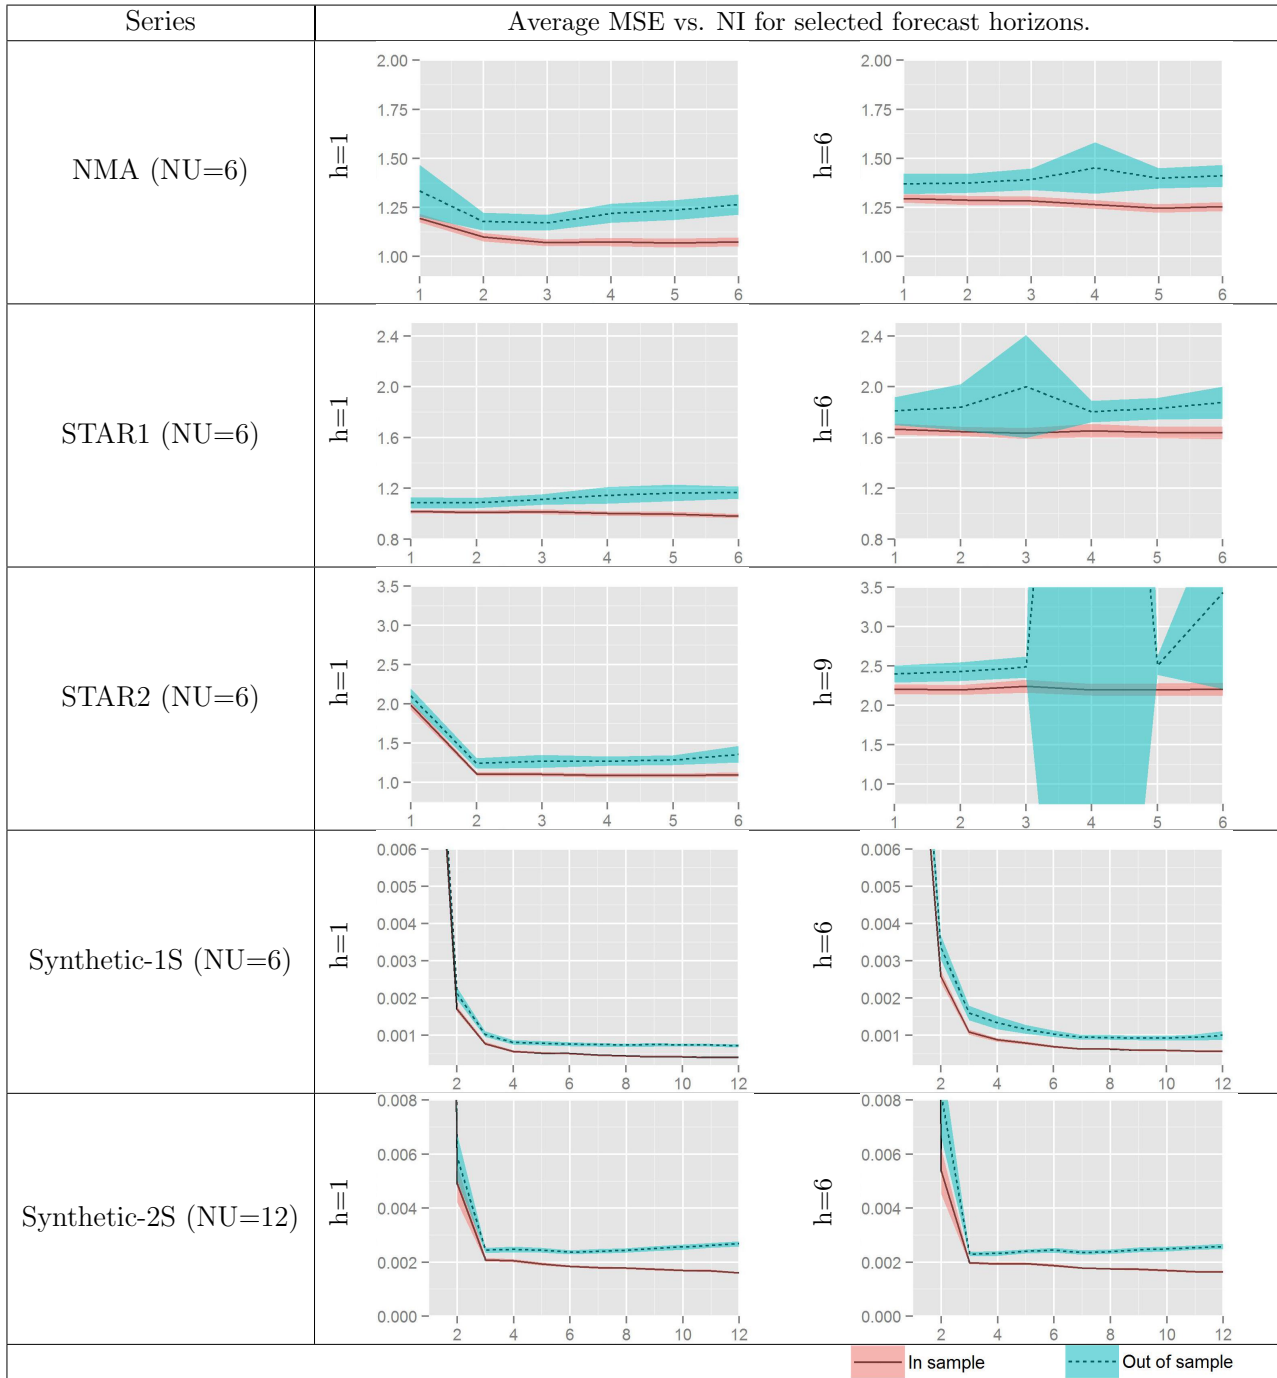 Series
Average MSE vs. NI for selected forecast horizons.
NMA (NU=6)
h=1
2.00
1.75
1.50
1.25
1.00
1 2 3 4 5 6
h=6
2.00
1.75
1.50
1.25
1.00
1 2 3 4 5 6
STAR1 (NU=6)
h=1
2.4
2.0
1.6
1.2
0.8
1 2 3 4 5 6
h=6
2.4
2.0
1.6
1.2
0.8
1 2 3 4 5 6
STAR2 (NU=6)
h=1
3.5
3.0
2.5
2.0
1.5
1.0
1 2 3 4 5 6
h=9
3.5
3.0
2.5
2.0
1.5
1.0
1 2 3 4 5 6
Synthetic-1S (NU=6)
h=1
0.006
0.005
0.004
0.003
0.002
0.001
2 4 6 8 10 12
h=6
0.006
0.005
0.004
0.003
0.002
0.001
2 4 6 8 10 12
Synthetic-2S (NU=12)
h=1
0.008
0.006
0.004
0.002
0.000
2 4 6 8 10 12
h=6
0.008
0.006
0.004
0.002
0.000
2 4 6 8 10 12
In sample
Out of sample